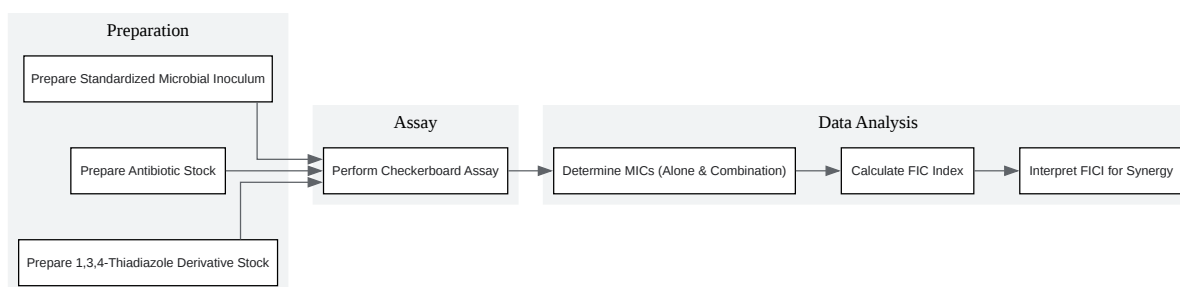 Preparation
Prepare Standardized Microbial Inoculum
Prepare Antibiotic Stock
Prepare 1,3,4-Thiadiazole Derivative Stock
Assay
Perform Checkerboard Assay
Data Analysis
Determine MICs (Alone & Combination)
Calculate FIC Index
Interpret FICI for Synergy